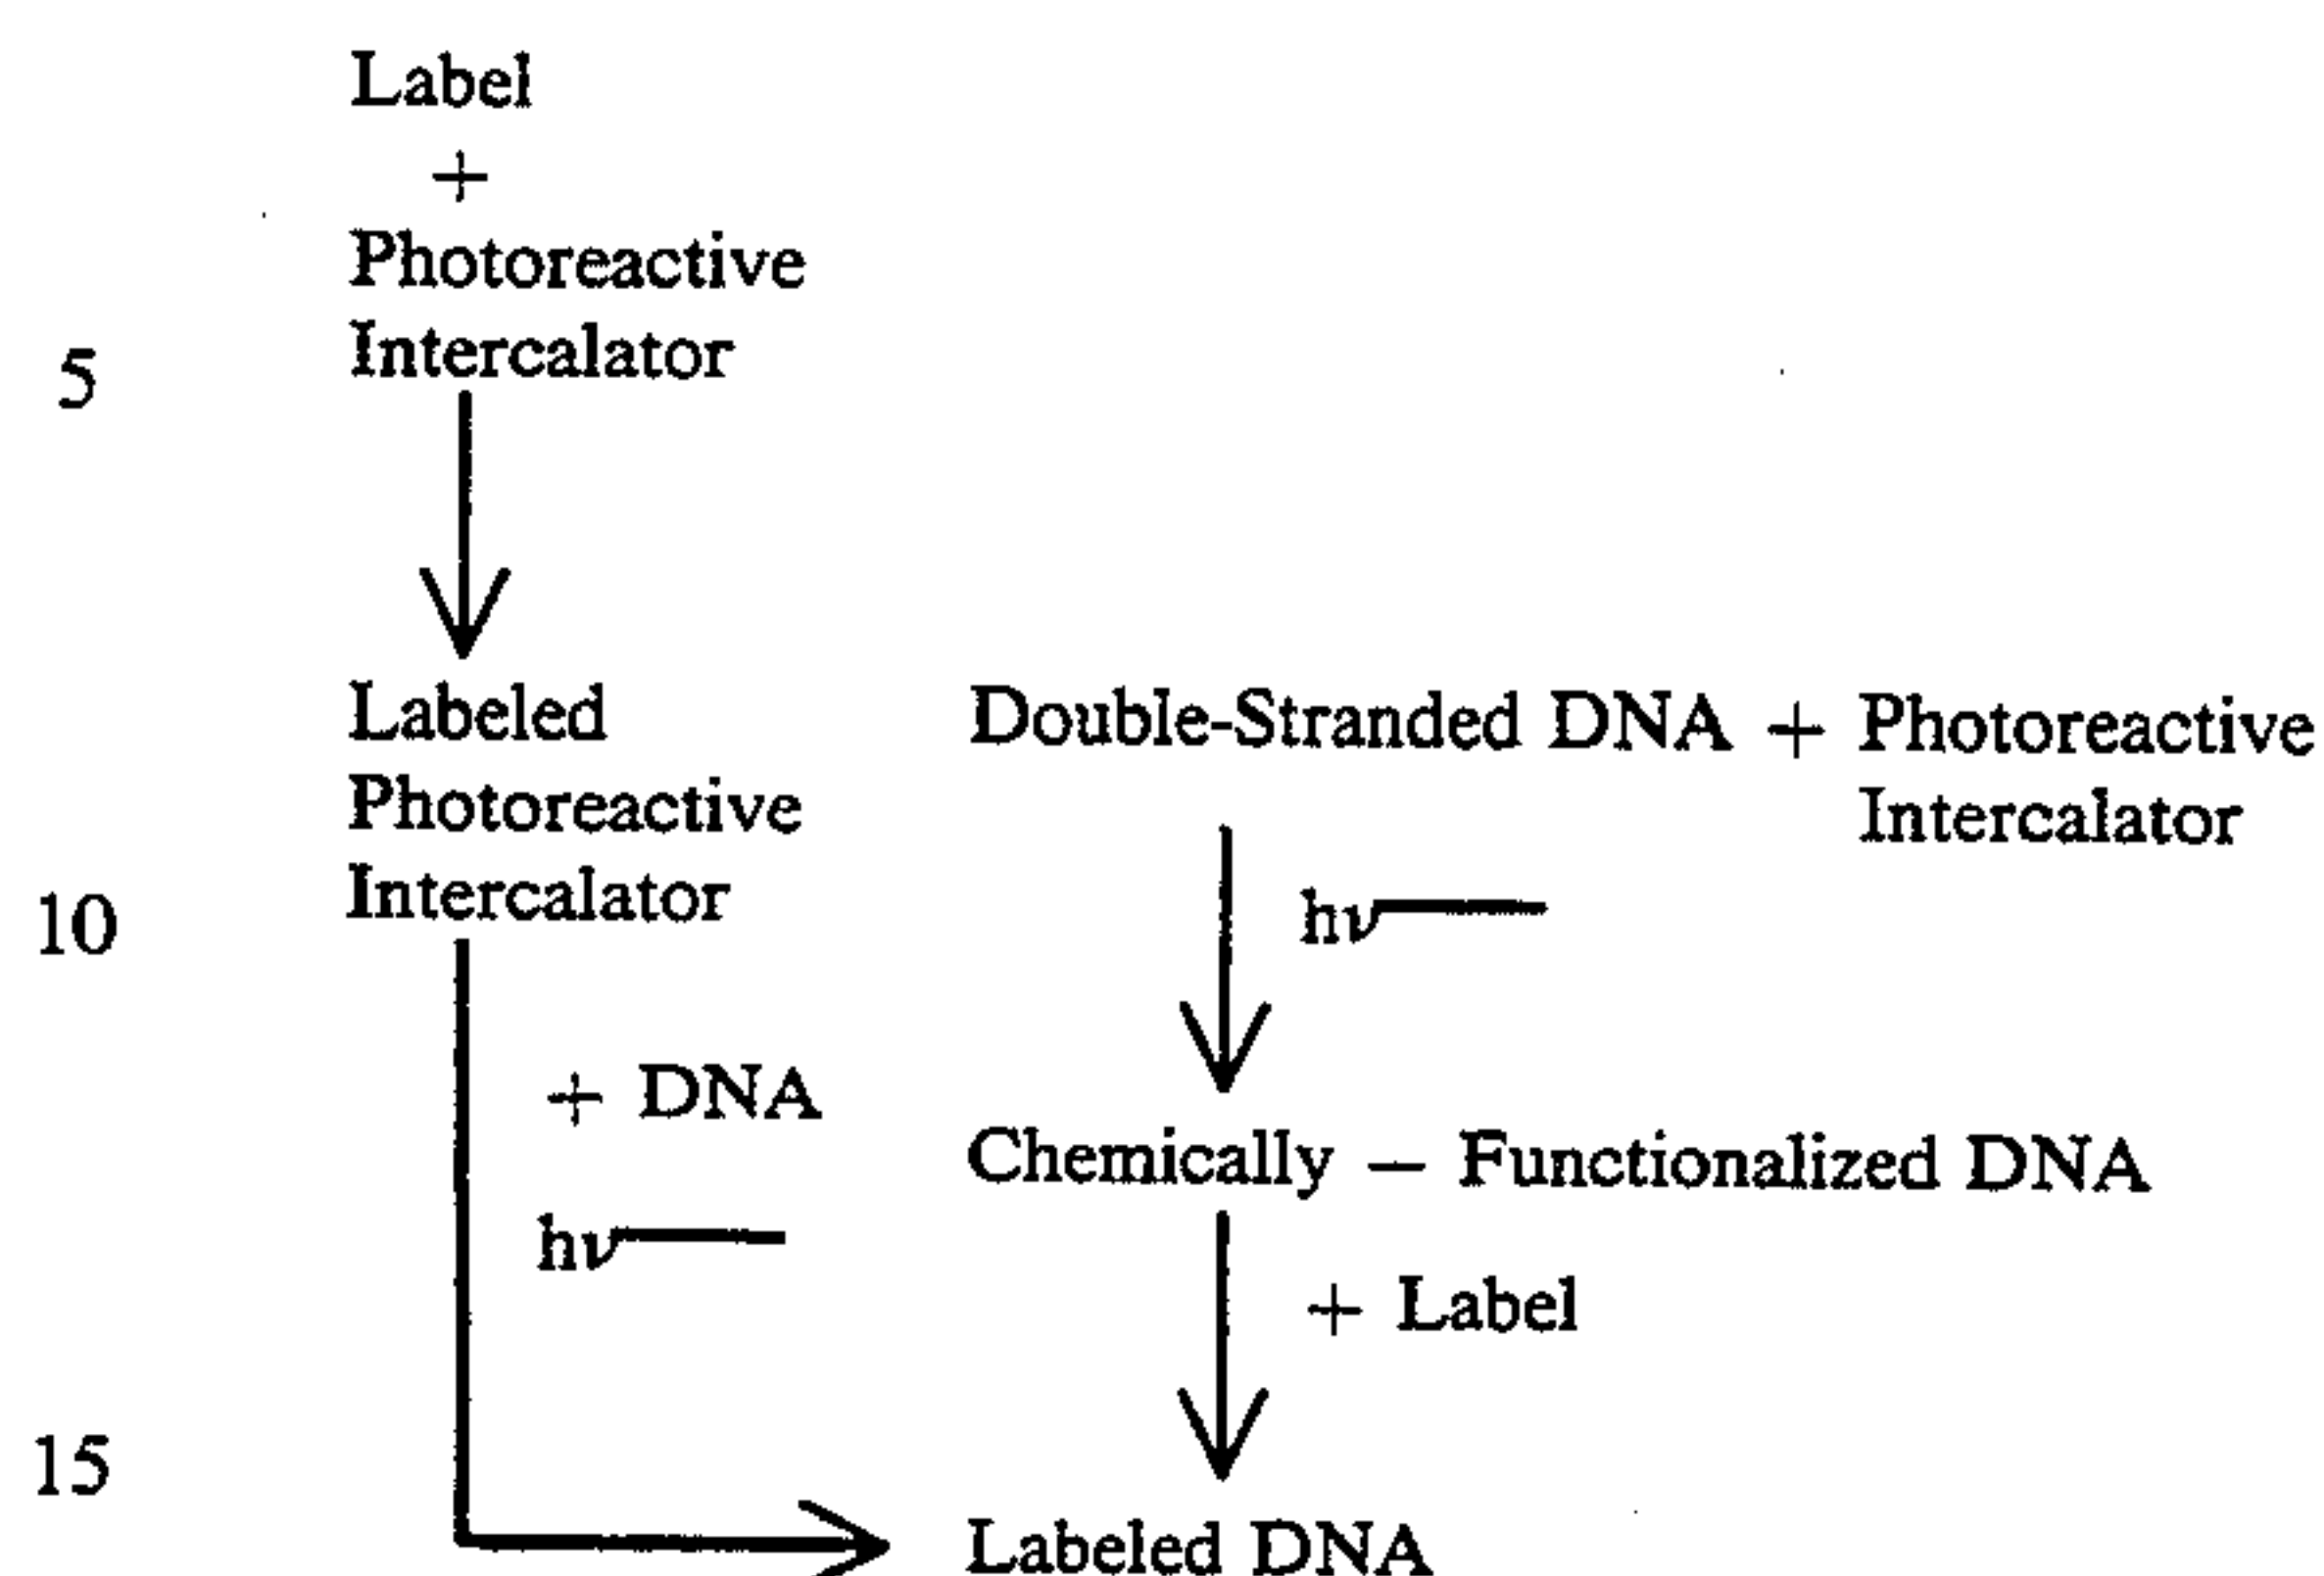 Label
+
Photoreactive
Intercalator
5
Labeled
Photoreactive
Intercalator
10
Double-Stranded DNA + Photoreactive
Intercalator
hν
+ DNA
hν
Chemically — Functionalized DNA
+ Label
15
Labeled DNA